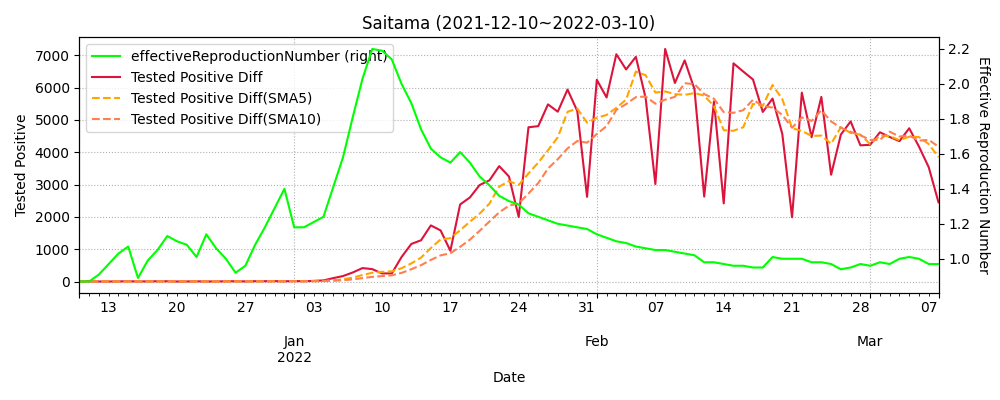 Saitama (2021-12-10~2022-03-10)
effectiveReproductionNumber (right)
Tested Positive Diff
Tested Positive Diff(SMA5)
Tested Positive Diff(SMA10)
Tested Positive
7000
6000
5000
4000
3000
2000
1000
0
2.2
2.0
1.8
1.6
1.4
1.2
1.0
Effective Reproduction Number
13 20 27 03 10 17 24 31 07 14 21 28 07
Jan Feb Mar
2022
Date